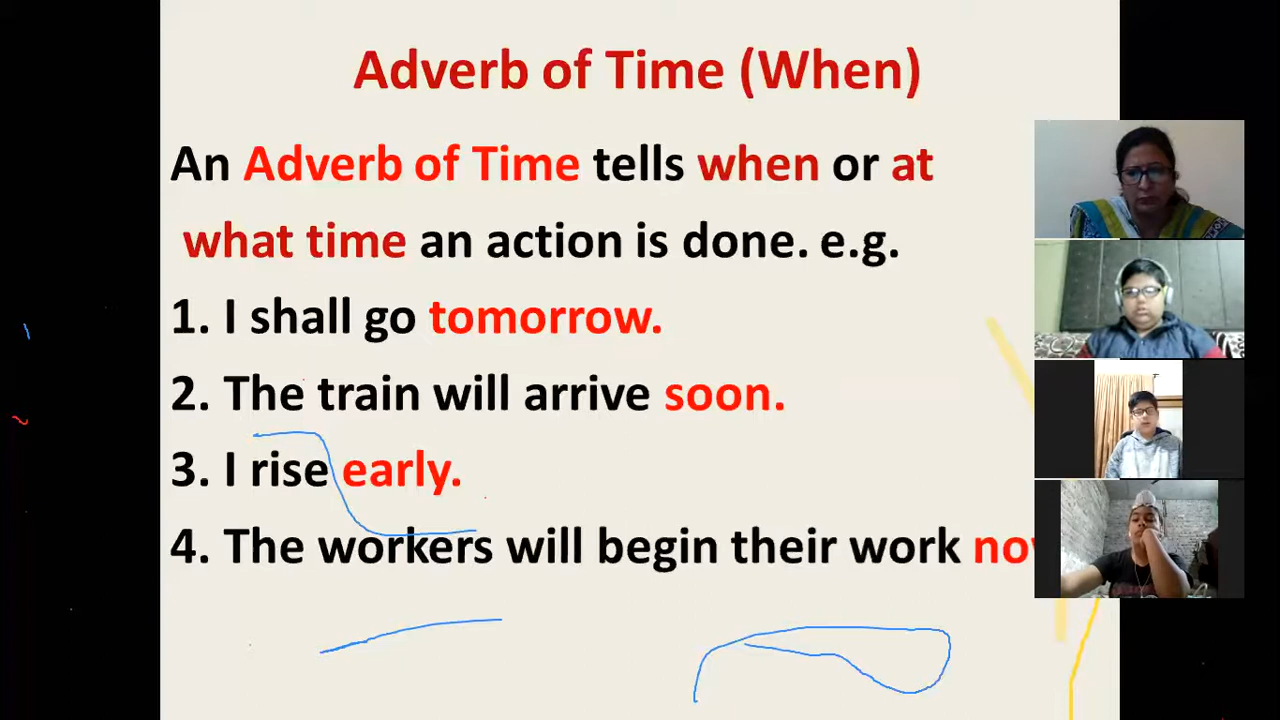 Adverb of Time (When)
An Adverb of Time tells when or at
what time an action is done. e.g.
1. I shall go tomorrow.
2. The train will arrive soon.
3. I rise early.
4. The workers will begin their work